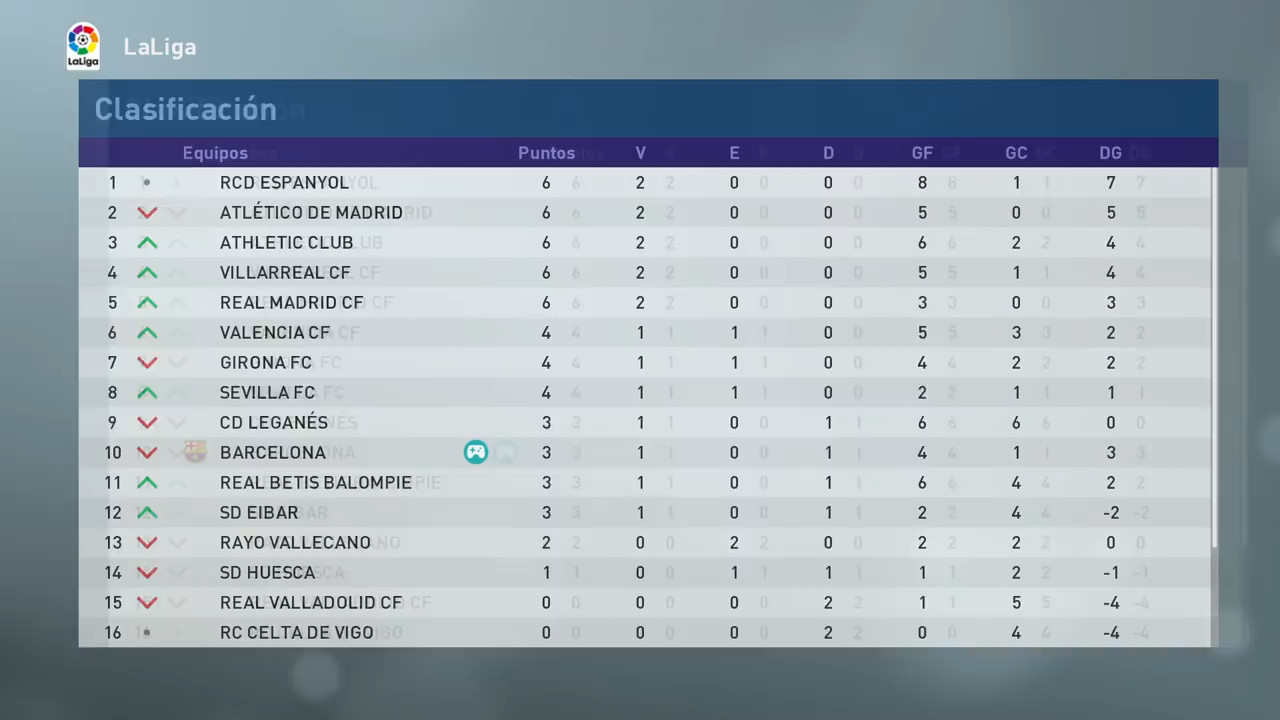 LaLiga
LaLiga
Clasificación
Equipos Puntos V E D GF GC DG
1 RCD ESPANYOL 6 2 0 0 8 1 7
2 ATLÉTICO DE MADRID 6 2 0 0 5 0 5
3 ATHLETIC CLUB 6 2 0 0 6 2 4
4 VILLARREAL CF 6 2 0 0 5 1 4
5 REAL MADRID CF 6 2 0 0 3 0 3
6 VALENCIA CF 4 1 1 0 5 3 2
7 GIRONA FC 4 1 1 0 4 2 2
8 SEVILLA FC 4 1 1 0 2 1 1
9 CD LEGANÉS 3 1 0 1 6 6 0
10 BARCELONA 3 1 0 1 4 1 3
11 REAL BETIS BALOMPIE 3 1 0 1 6 4 2
12 SD EIBAR 3 1 0 1 2 4 -2
13 RAYO VALLECANO 2 0 2 0 2 2 0
14 SD HUESCA 1 0 1 1 1 2 -1
15 REAL VALLADOLID CF 0 0 0 2 1 5 -4
16 RC CELTA DE VIGO 0 0 0 2 0 4 -4